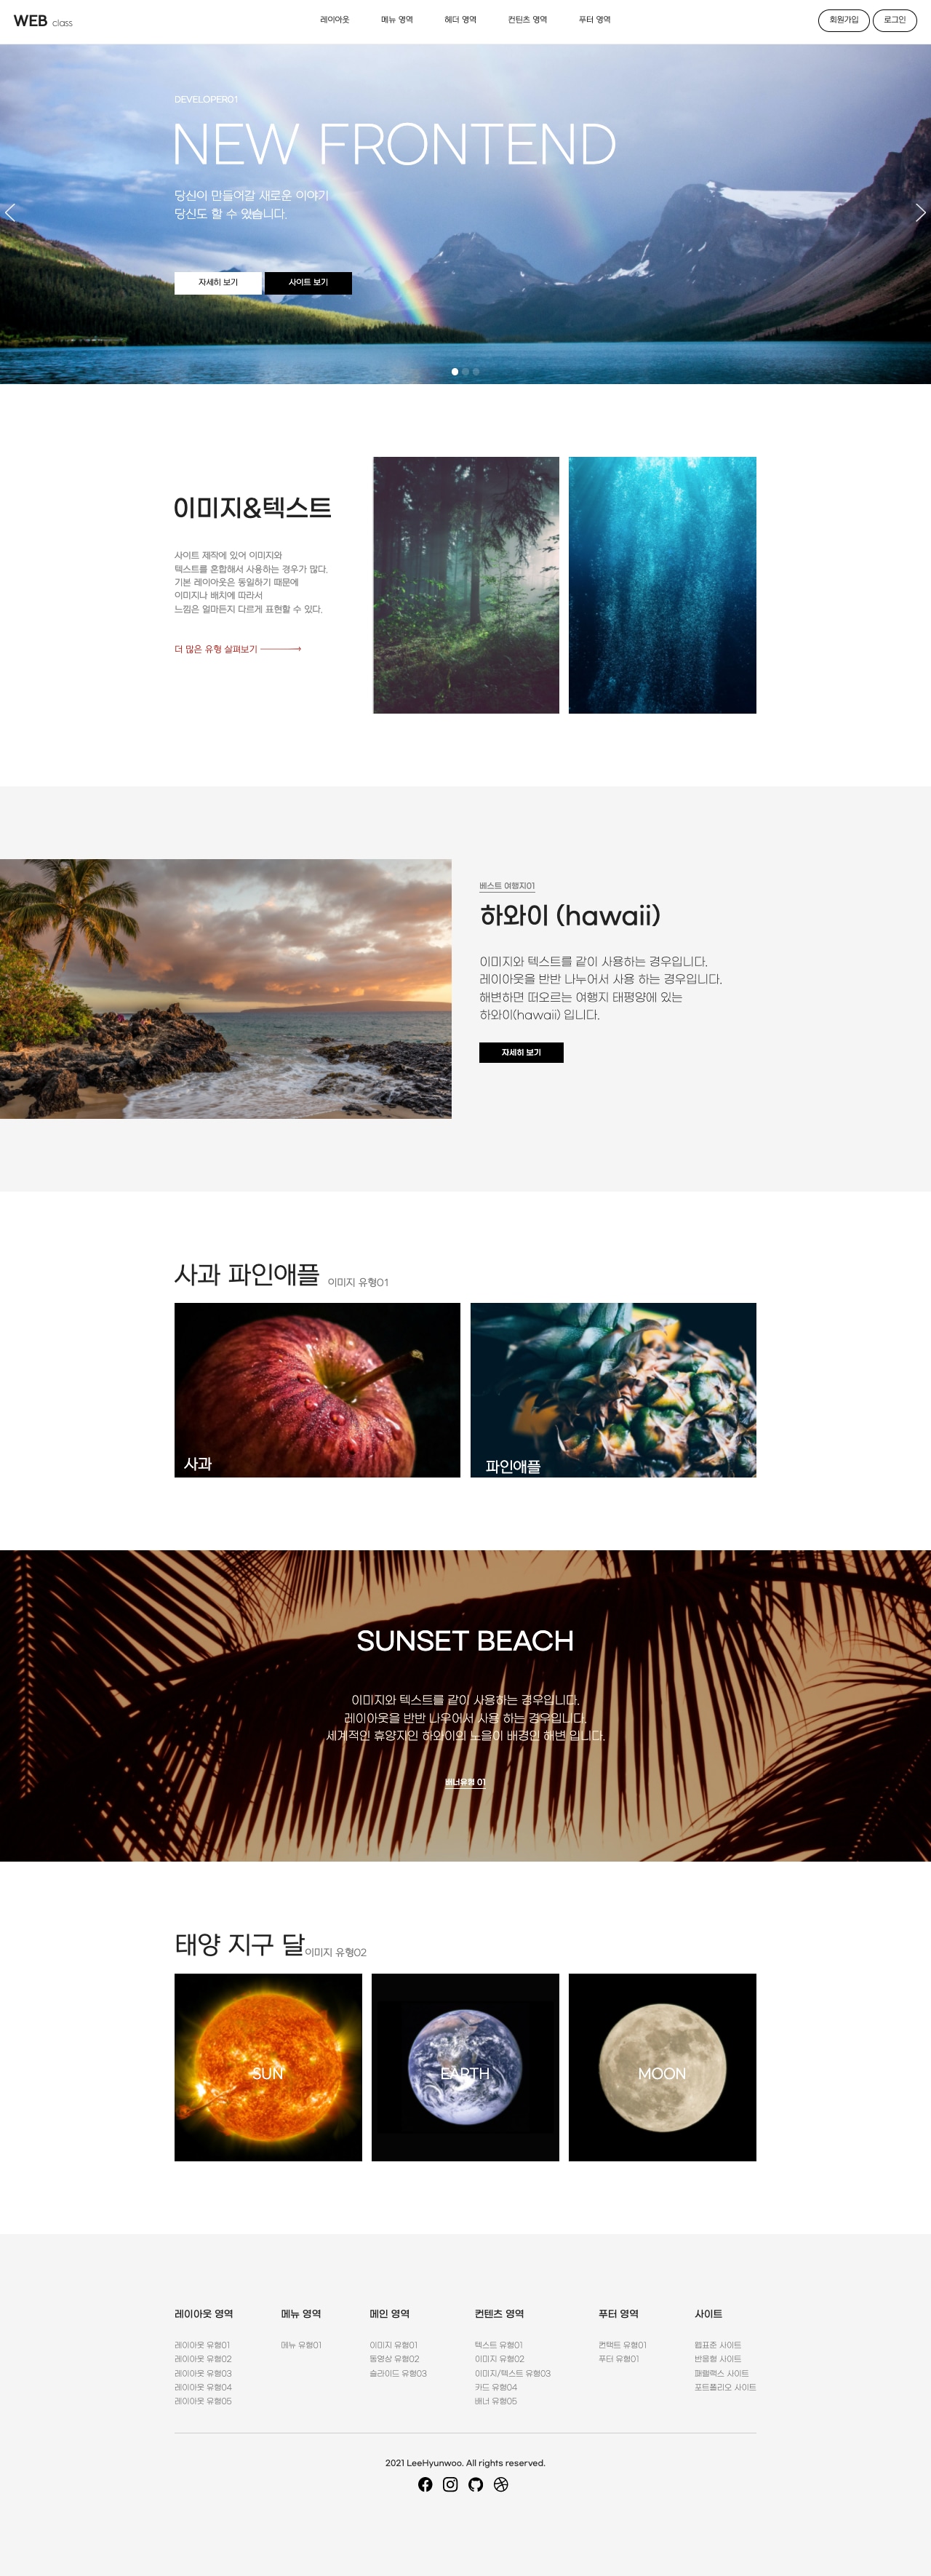 WEB class
레이아웃 메뉴 영역 헤더 영역 컨틴츠 영역 푸터 영역
회원가입 로그인
DEVELOPER01
NEW FRONTEND
당신이 만들어갈 새로운 이야기
당신도 할 수 있습니다.
자세히 보기 사이트 보기
이미지&텍스트
사이트 제작에 있어 이미지와
텍스트를 혼합해서 사용하는 경우가 많다.
기본 레이아웃은 동일하기 때문에
이미지나 배치에 따라서
느낌은 얼마든지 다르게 표현할 수 있다.
더 많은 유형 살펴보기
베스트 여행지01
하와이 (hawaii)
이미지와 텍스트를 같이 사용하는 경우입니다.
레이아웃을 반반 나누어서 사용 하는 경우입니다.
해변하면 떠오르는 여행지 태평양에 있는
하와이(hawaii) 입니다.
자세히 보기
사과 파인애플 이미지 유형01
사과
파인애플
SUNSET BEACH
이미지와 텍스트를 같이 사용하는 경우입니다.
레이아웃을 반반 나우어서 사용 하는 경우입니다.
세계적인 휴양지인 하와이의 노을이 배경인 해변 입니다.
배너유형 01
태양 지구 달 이미지 유형02
SUN
EARTH
MOON
레이아웃 영역
레이아웃 유형01
레이아웃 유형02
레이아웃 유형03
레이아웃 유형04
레이아웃 유형05
메뉴 영역
메뉴 유형01
메인 영역
이미지 유형01
동영상 유형02
슬라이드 유형03
컨텐츠 영역
텍스트 유형01
이미지 유형02
이미지/텍스트 유형03
카드 유형04
배너 유형05
푸터 영역
컨택트 유형01
푸터 유형01
사이트
웹표준 사이트
반응형 사이트
패럴랙스 사이트
포트폴리오 사이트
2021 LeeHyunwoo. All rights reserved.